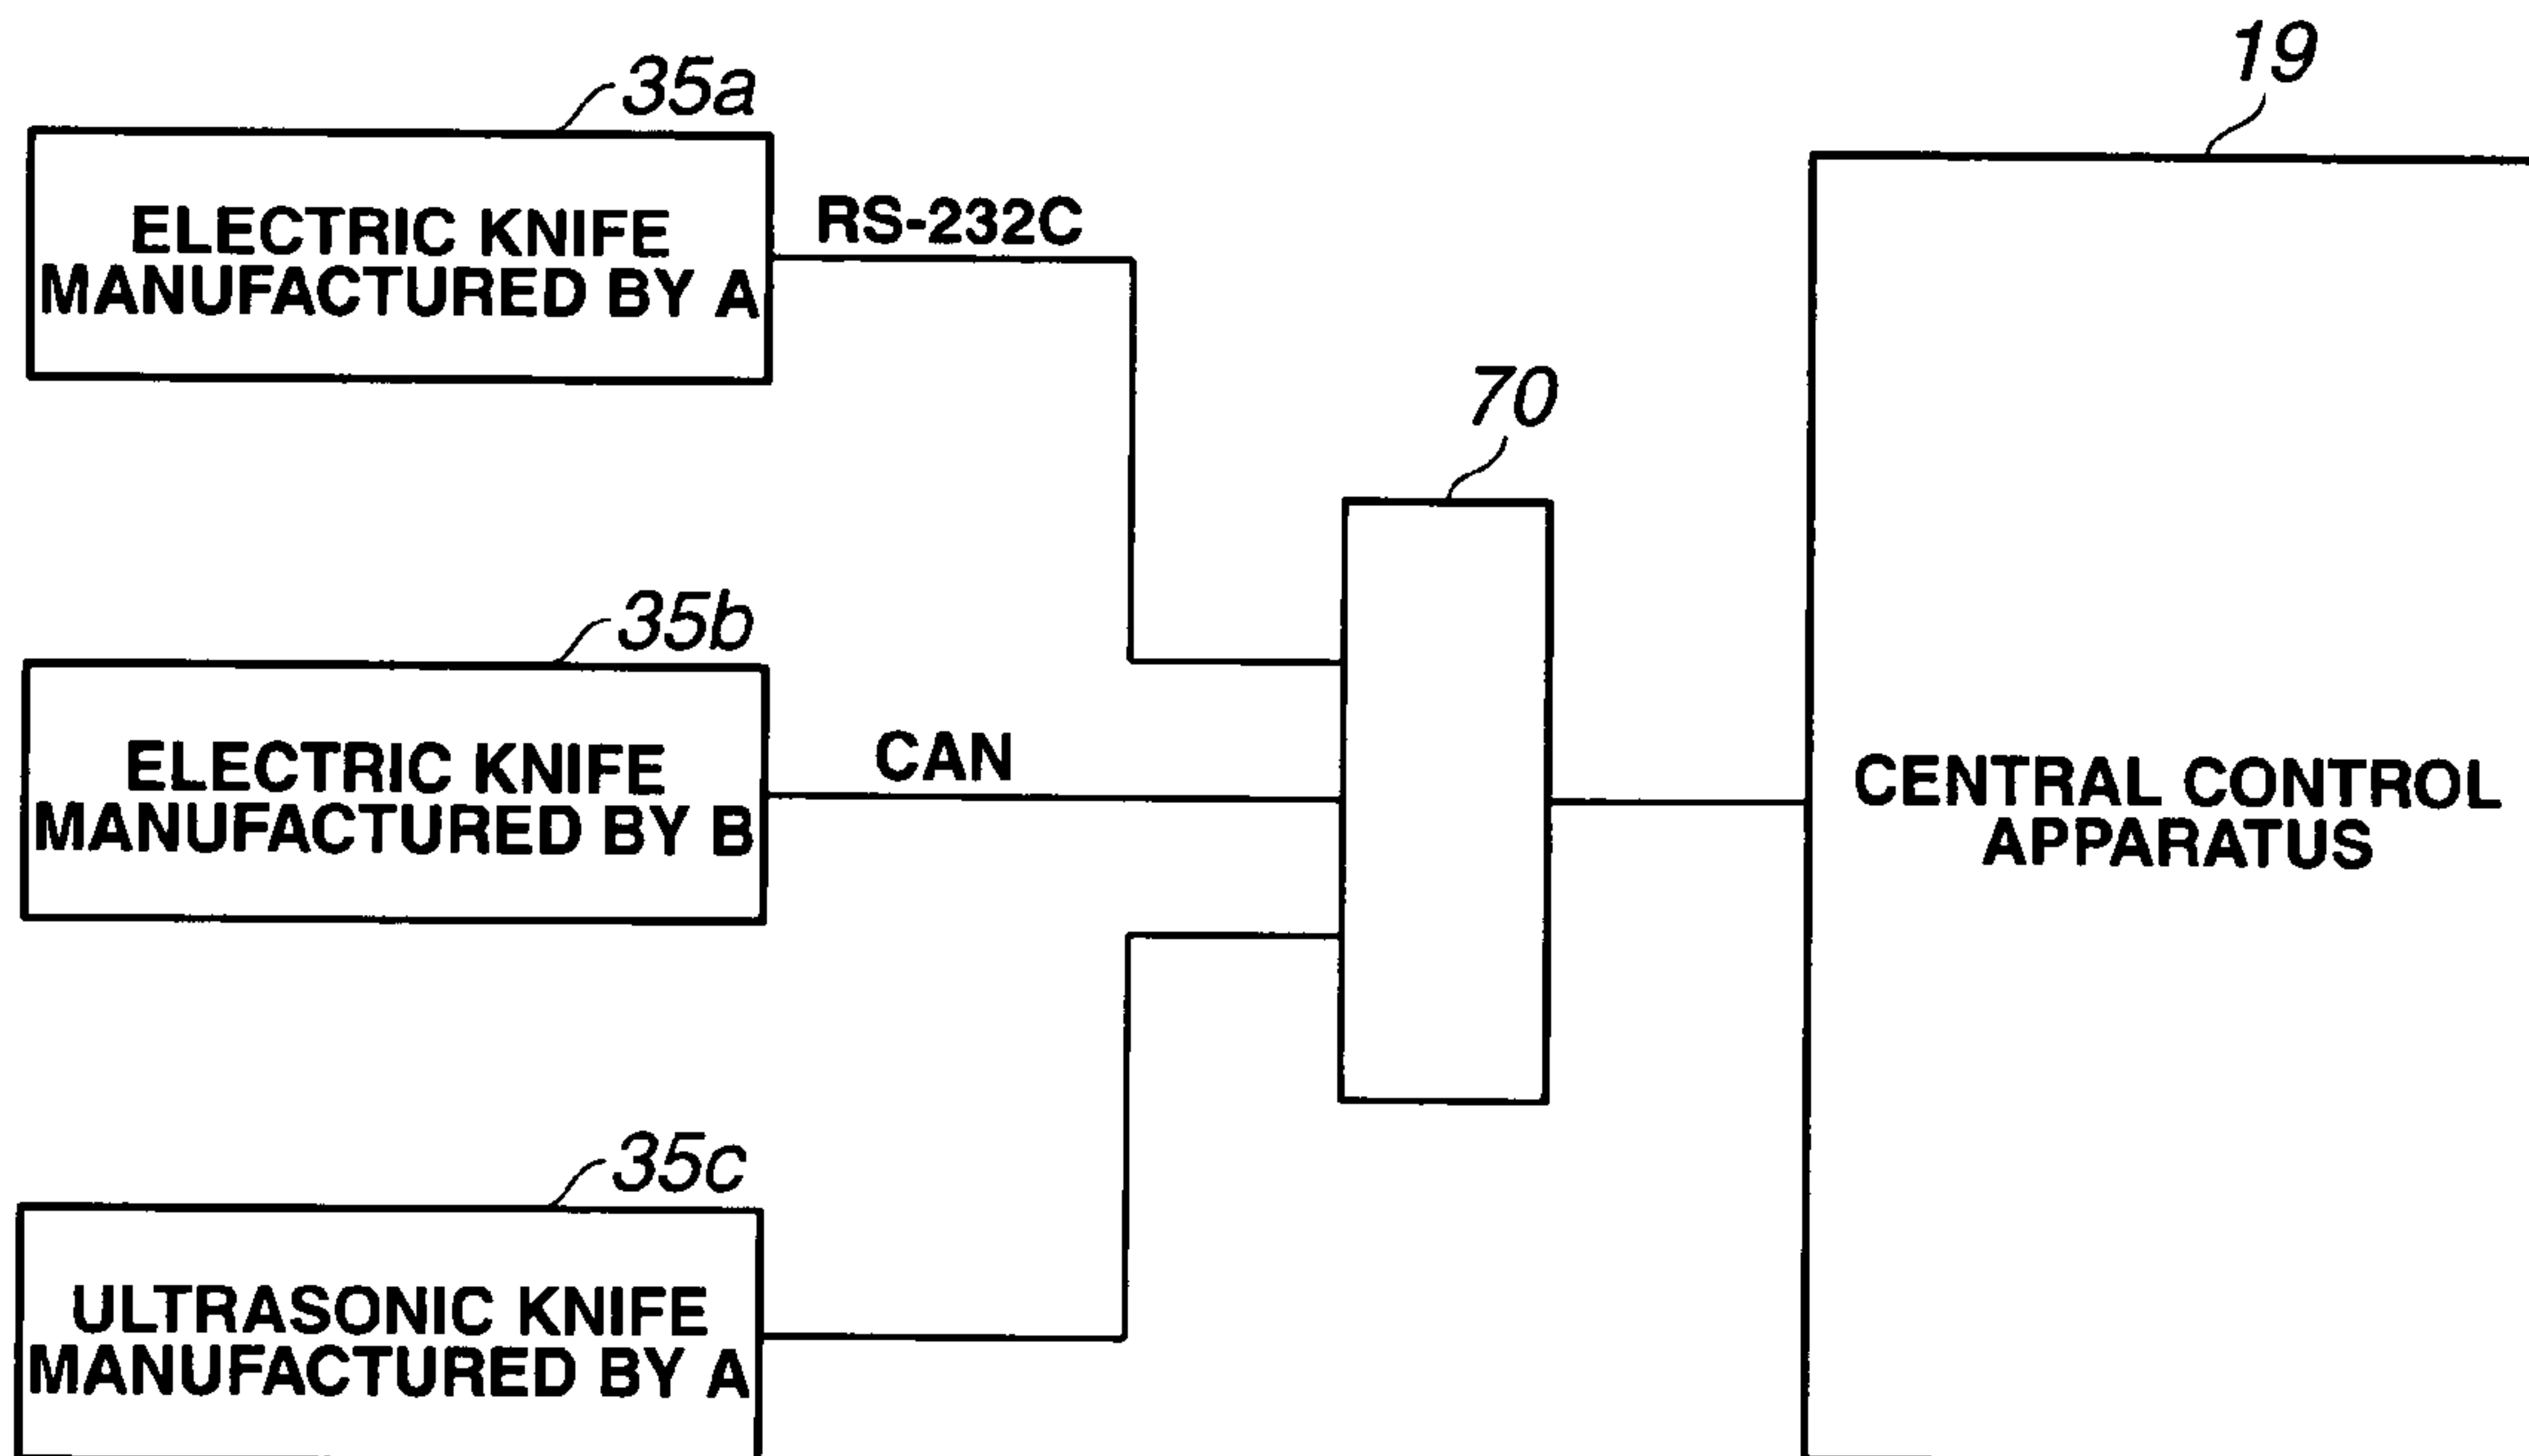 19
35a
ELECTRIC KNIFE
MANUFACTURED BY A
RS-232C
70
35b
ELECTRIC KNIFE
MANUFACTURED BY B
CAN
CENTRAL CONTROL
APPARATUS
35c
ULTRASONIC KNIFE
MANUFACTURED BY A